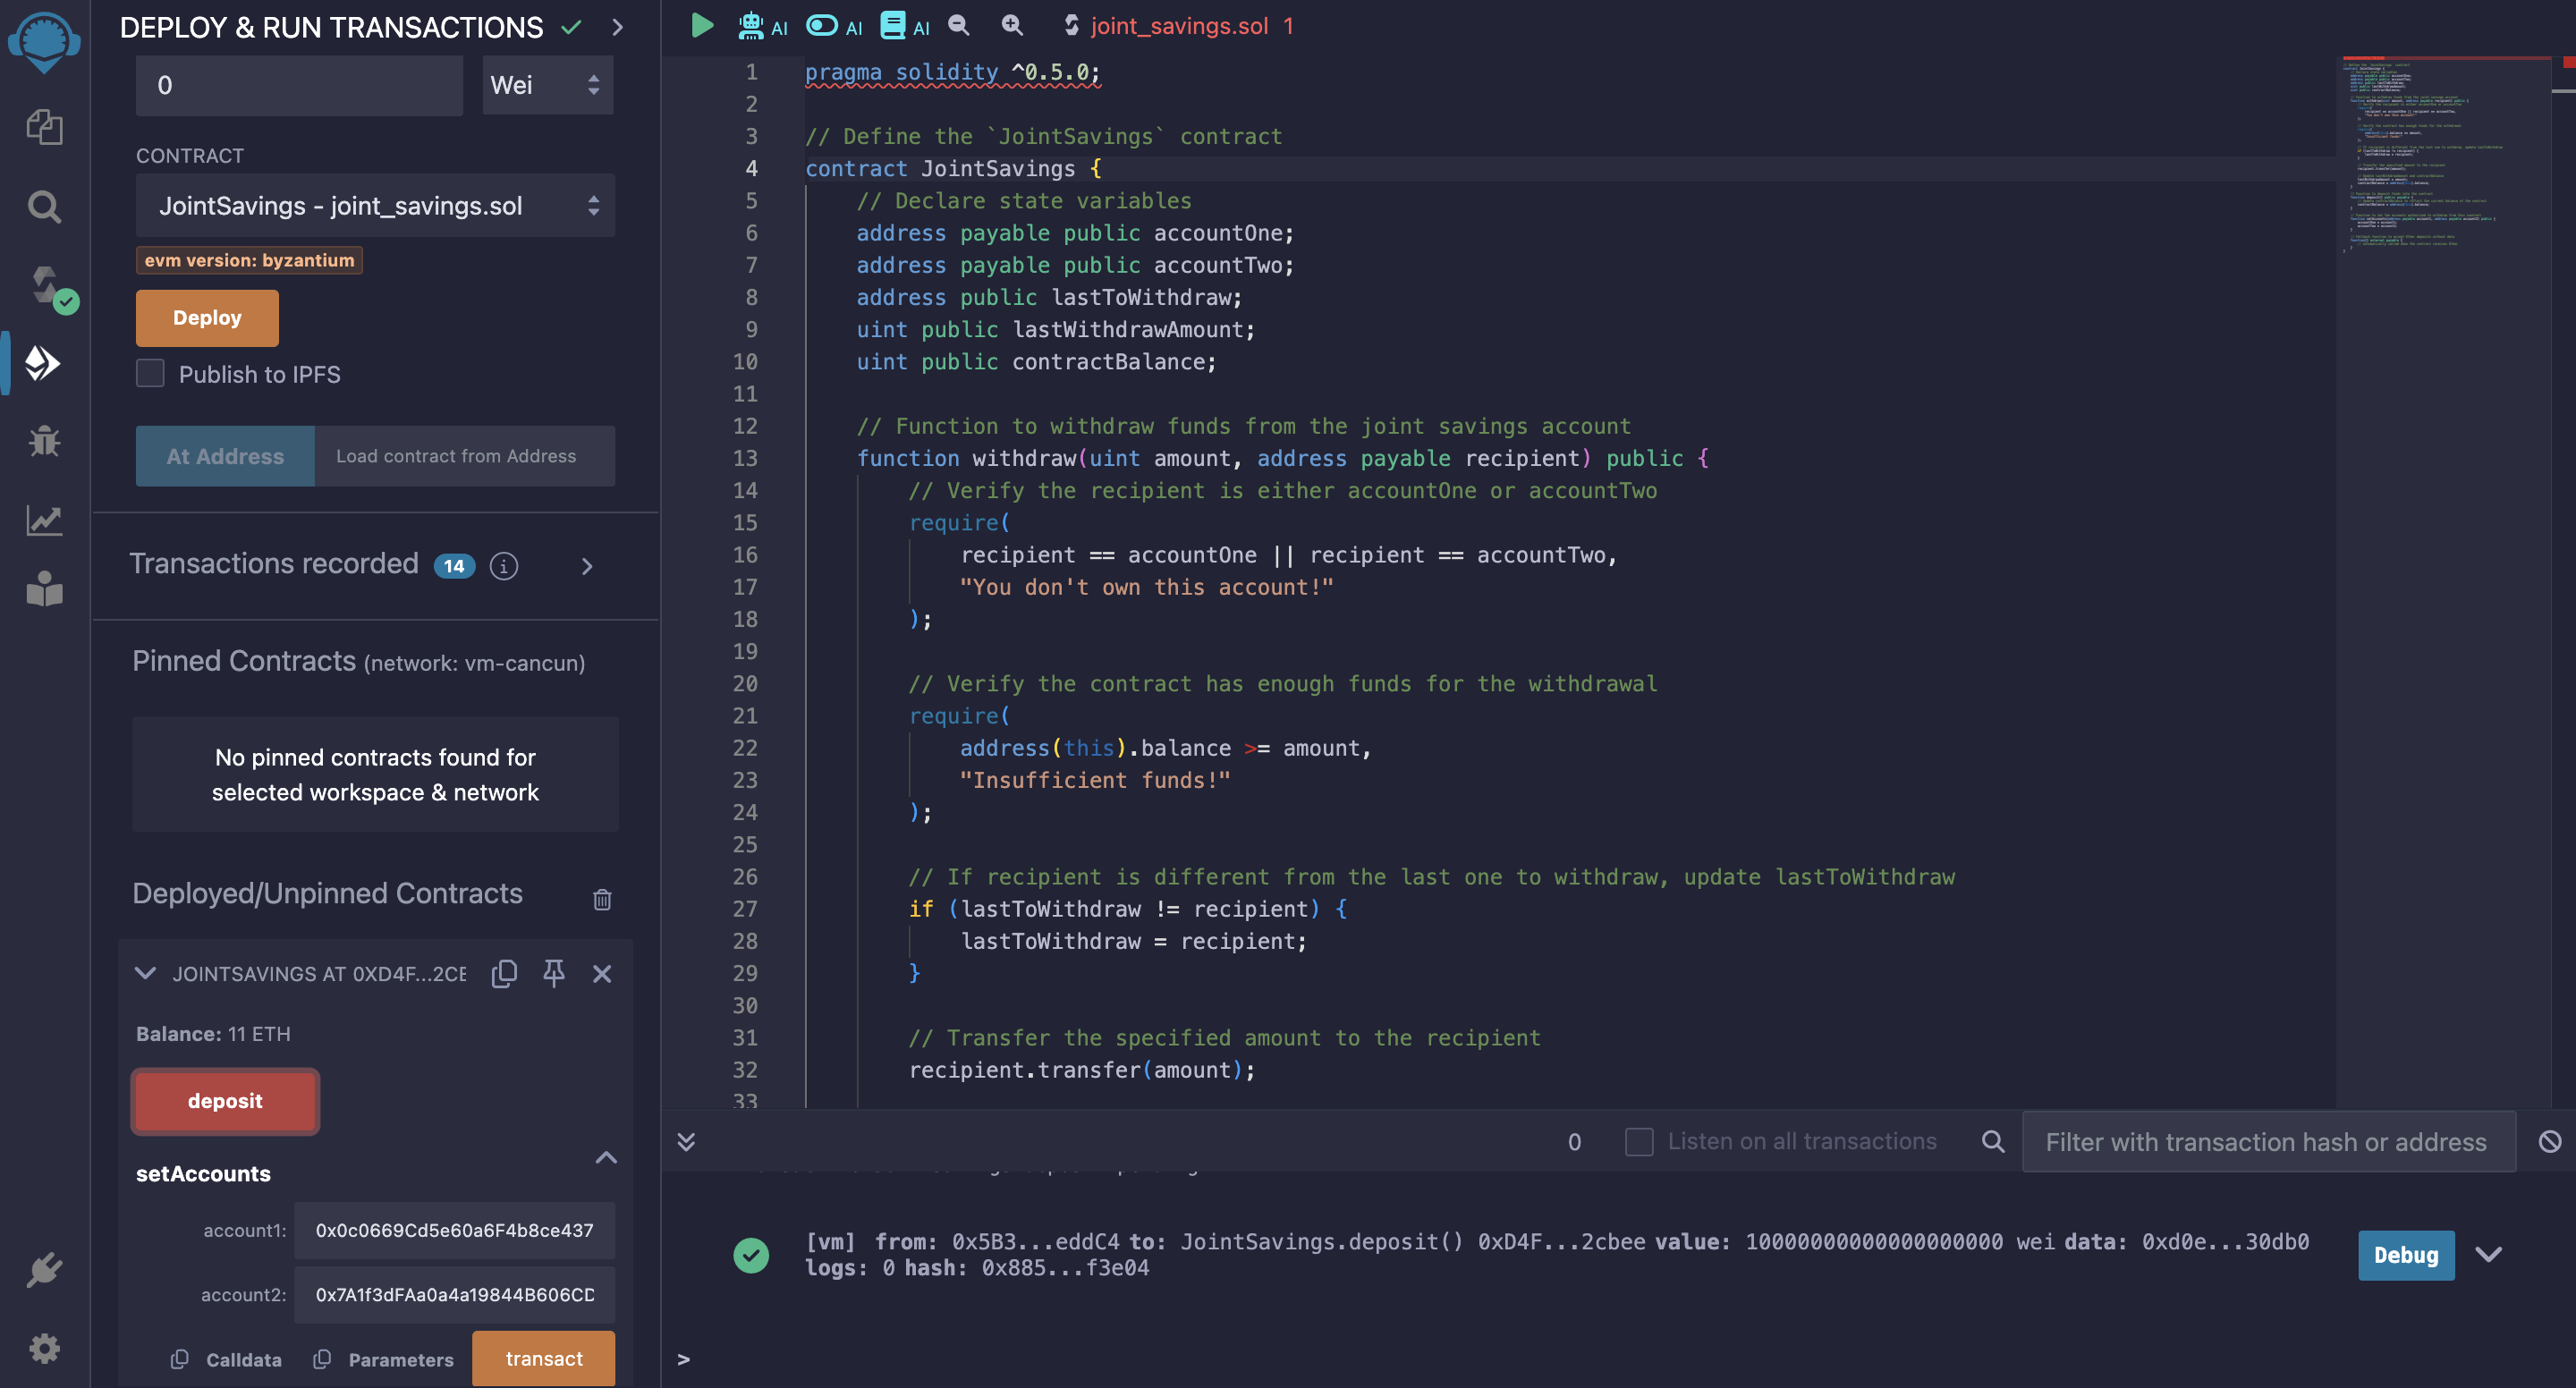 DEPLOY & RUN TRANSACTIONS
0
Wei
CONTRACT
JointSavings - joint_savings.sol
evm version: byzantium
Deploy
Publish to IPFS
At Address
Load contract from Address
Transactions recorded 14 i
Pinned Contracts (network: vm-cancun)
No pinned contracts found for
selected workspace & network
Deployed/Unpinned Contracts
JOINTSAVINGS AT 0XD4F...2CE
Balance: 11 ETH
deposit
setAccounts
account1: 0x0c0669Cd5e60a6F4b8ce437
account2: 0x7A1f3dFAa0a4a19844B606CD
Calldata Parameters transact
AI AI AI joint_savings.sol 1
1 pragma solidity ^0.5.0;
2
3 // Define the `JointSavings` contract
4 contract JointSavings {
5 // Declare state variables
6 address payable public accountOne;
7 address payable public accountTwo;
8 address public lastToWithdraw;
9 uint public lastWithdrawAmount;
10 uint public contractBalance;
11
12 // Function to withdraw funds from the joint savings account
13 function withdraw(uint amount, address payable recipient) public {
14 // Verify the recipient is either accountOne or accountTwo
15 require(
16 recipient == accountOne || recipient == accountTwo,
17 "You don't own this account!"
18 );
19
20 // Verify the contract has enough funds for the withdrawal
21 require(
22 address(this).balance >= amount,
23 "Insufficient funds!"
24 );
25
26 // If recipient is different from the last one to withdraw, update lastToWithdraw
27 if (lastToWithdraw != recipient) {
28 lastToWithdraw = recipient;
29 }
30
31 // Transfer the specified amount to the recipient
32 recipient.transfer(amount);
33
0 Listen on all transactions Filter with transaction hash or address
[vm] from: 0x5B3...eddC4 to: JointSavings.deposit() 0xD4F...2cbee value: 10000000000000000000 wei data: 0xd0e...30db0
logs: 0 hash: 0x885...f3e04
Debug
>